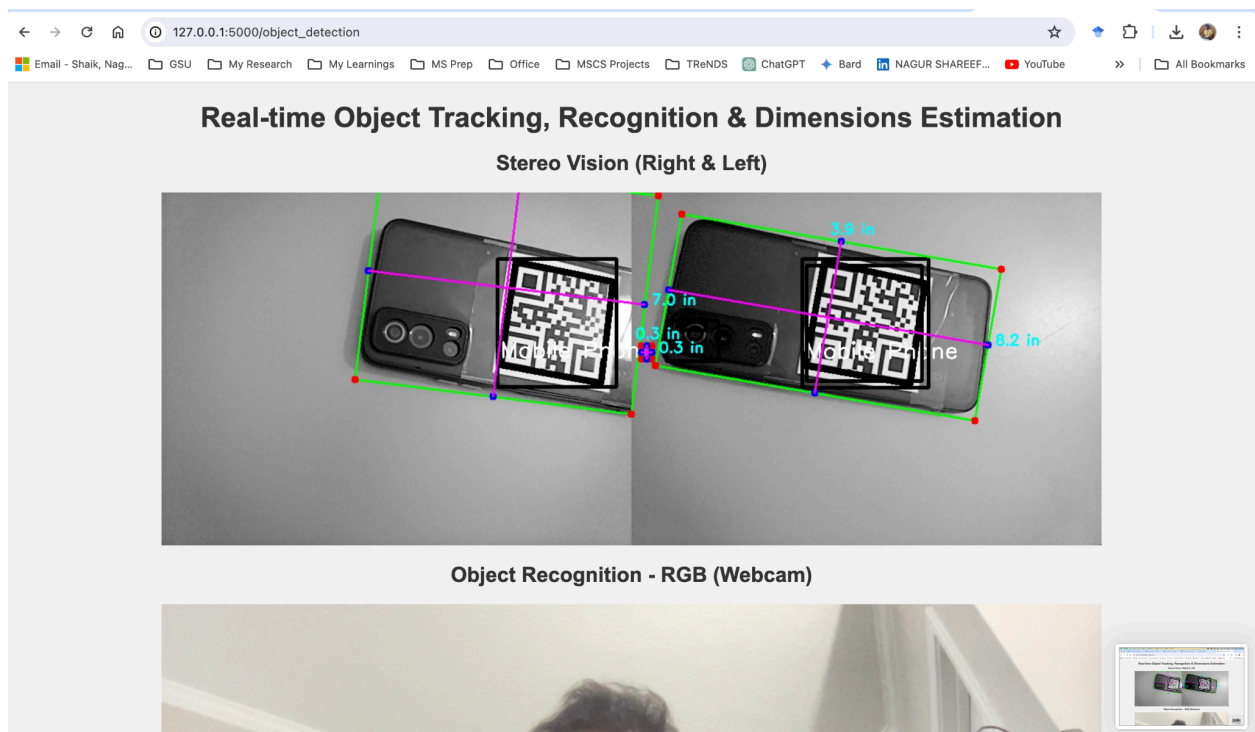 127.0.0.1:5000/object_detection
Email - Shaik, Nag... GSU My Research My Learnings MS Prep Office MSCS Projects TReNDS ChatGPT Bard NAGUR SHAREEF... YouTube » All Bookmarks
Real-time Object Tracking, Recognition & Dimensions Estimation
Stereo Vision (Right & Left)
3.9 in
7.0 in
0.3 in
8.2 in
0.3 in
Mobile Phone
Mobile Phone
Object Recognition - RGB (Webcam)